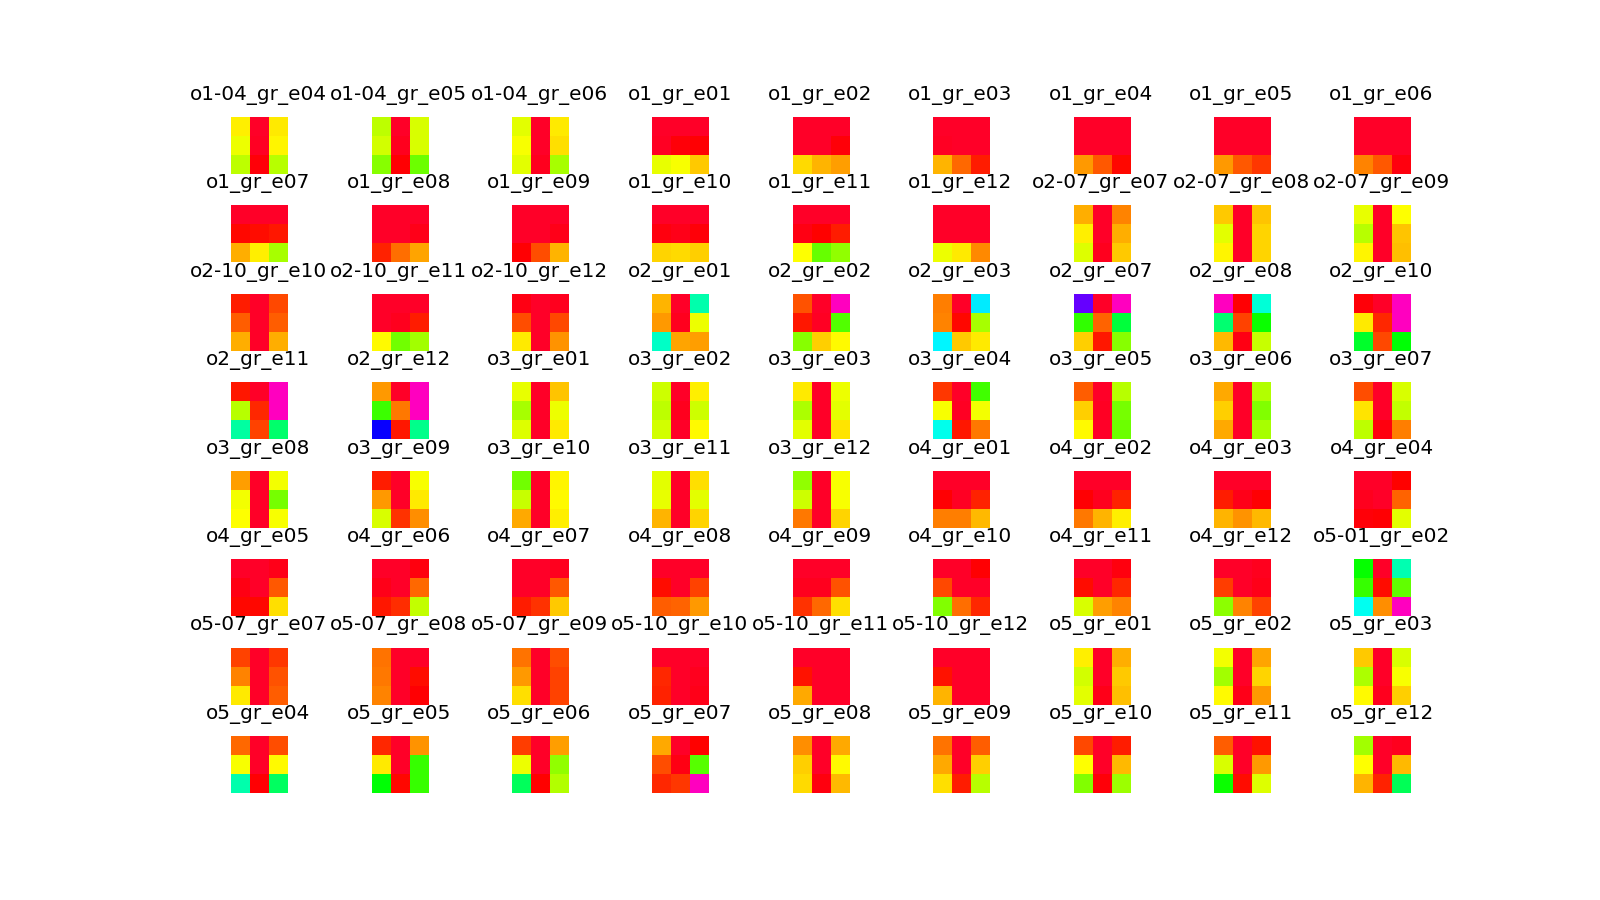 o1-04_gr_e04 o1-04_gr_e05 o1-04_gr_e06 o1_gr_e01 o1_gr_e02 o1_gr_e03 o1_gr_e04 o1_gr_e05 o1_gr_e06
o1_gr_e07 o1_gr_e08 o1_gr_e09 o1_gr_e10 o1_gr_e11 o1_gr_e12 o2-07_gr_e07 o2-07_gr_e08 o2-07_gr_e09
o2-10_gr_e10 o2-10_gr_e11 o2-10_gr_e12 o2_gr_e01 o2_gr_e02 o2_gr_e03 o2_gr_e07 o2_gr_e08 o2_gr_e10
o2_gr_e11 o2_gr_e12 o3_gr_e01 o3_gr_e02 o3_gr_e03 o3_gr_e04 o3_gr_e05 o3_gr_e06 o3_gr_e07
o3_gr_e08 o3_gr_e09 o3_gr_e10 o3_gr_e11 o3_gr_e12 o4_gr_e01 o4_gr_e02 o4_gr_e03 o4_gr_e04
o4_gr_e05 o4_gr_e06 o4_gr_e07 o4_gr_e08 o4_gr_e09 o4_gr_e10 o4_gr_e11 o4_gr_e12 o5-01_gr_e02
o5-07_gr_e07 o5-07_gr_e08 o5-07_gr_e09 o5-10_gr_e10 o5-10_gr_e11 o5-10_gr_e12 o5_gr_e01 o5_gr_e02 o5_gr_e03
o5_gr_e04 o5_gr_e05 o5_gr_e06 o5_gr_e07 o5_gr_e08 o5_gr_e09 o5_gr_e10 o5_gr_e11 o5_gr_e12